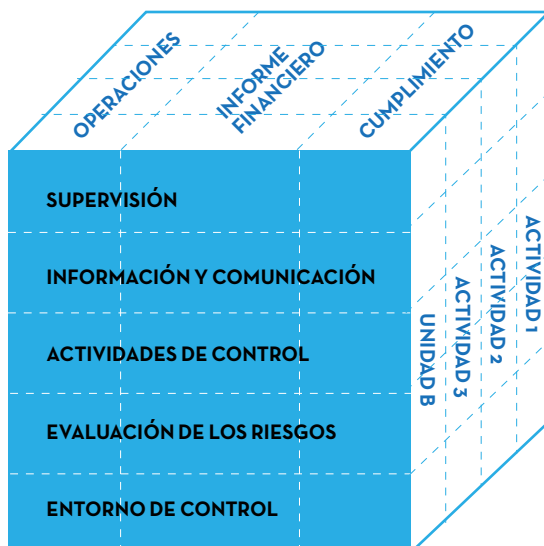 OPERACIONES
INFORME
FINANCIERO
CUMPLIMIENTO
SUPERVISIÓN
INFORMACIÓN Y COMUNICACIÓN
ACTIVIDADES DE CONTROL
EVALUACIÓN DE LOS RIESGOS
ENTORNO DE CONTROL
UNIDAD B
ACTIVIDAD 3
ACTIVIDAD 2
ACTIVIDAD 1